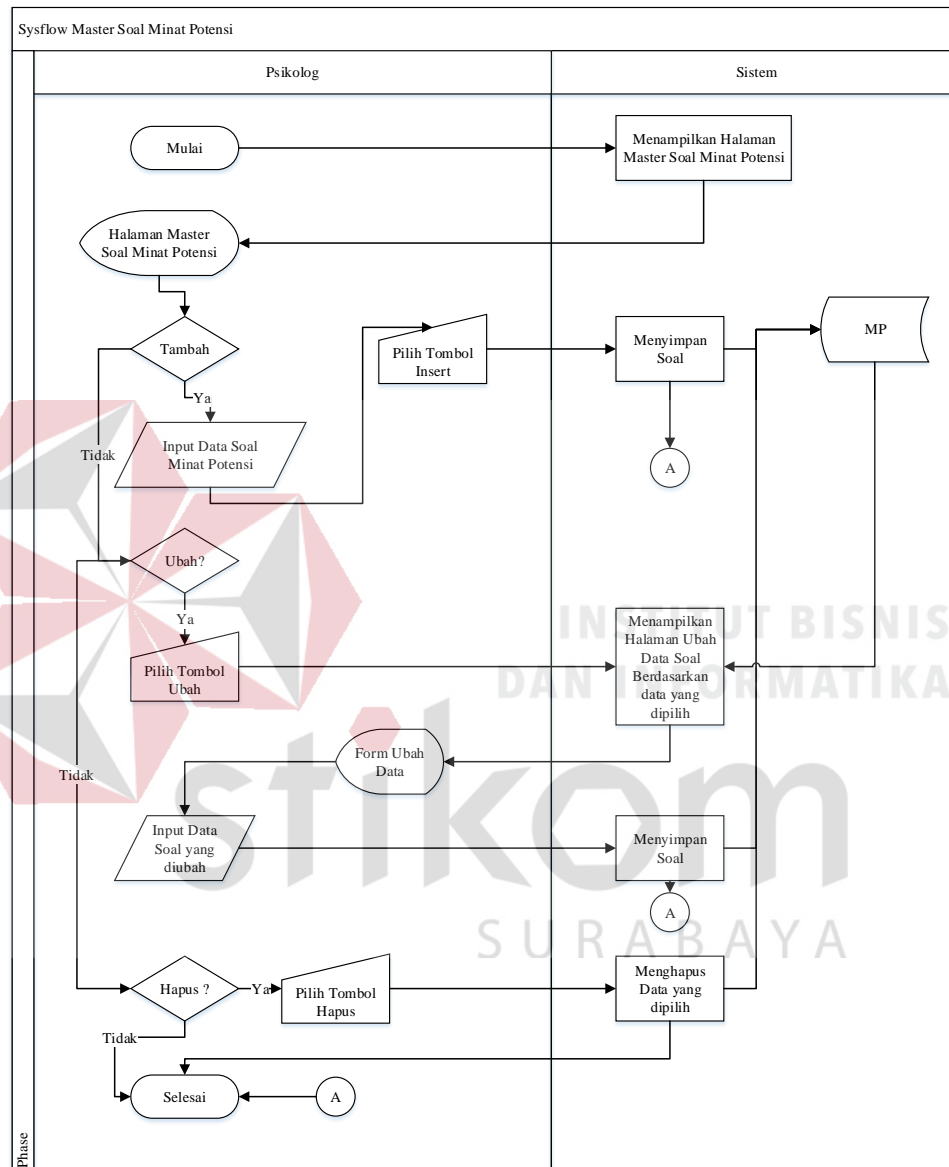 Sysflow Master Soal Minat Potensi
Psikolog
Sistem
Mulai
Menampilkan Halaman
Master Soal Minat Potensi
Halaman Master
Soal Minat Potensi
Tambah
Pilih Tombol
Insert
Menyimpan
Soal
MP
Ya
Input Data Soal
Minat Potensi
Tidak
A
Ubah?
Ya
Pilih Tombol
Ubah
Menampilkan
Halaman Ubah
Data Soal
Berdasarkan
data yang
dipilih
INSTITUT BISNIS
DAN INFORMATIKA
Form Ubah
Data
Tidak
stikom
Input Data
Soal yang
diubah
Menyimpan
Soal
A
SURABAYA
Hapus ?
Ya
Pilih Tombol
Hapus
Menghapus
Data yang
dipilih
Tidak
Selesai
A
Phase